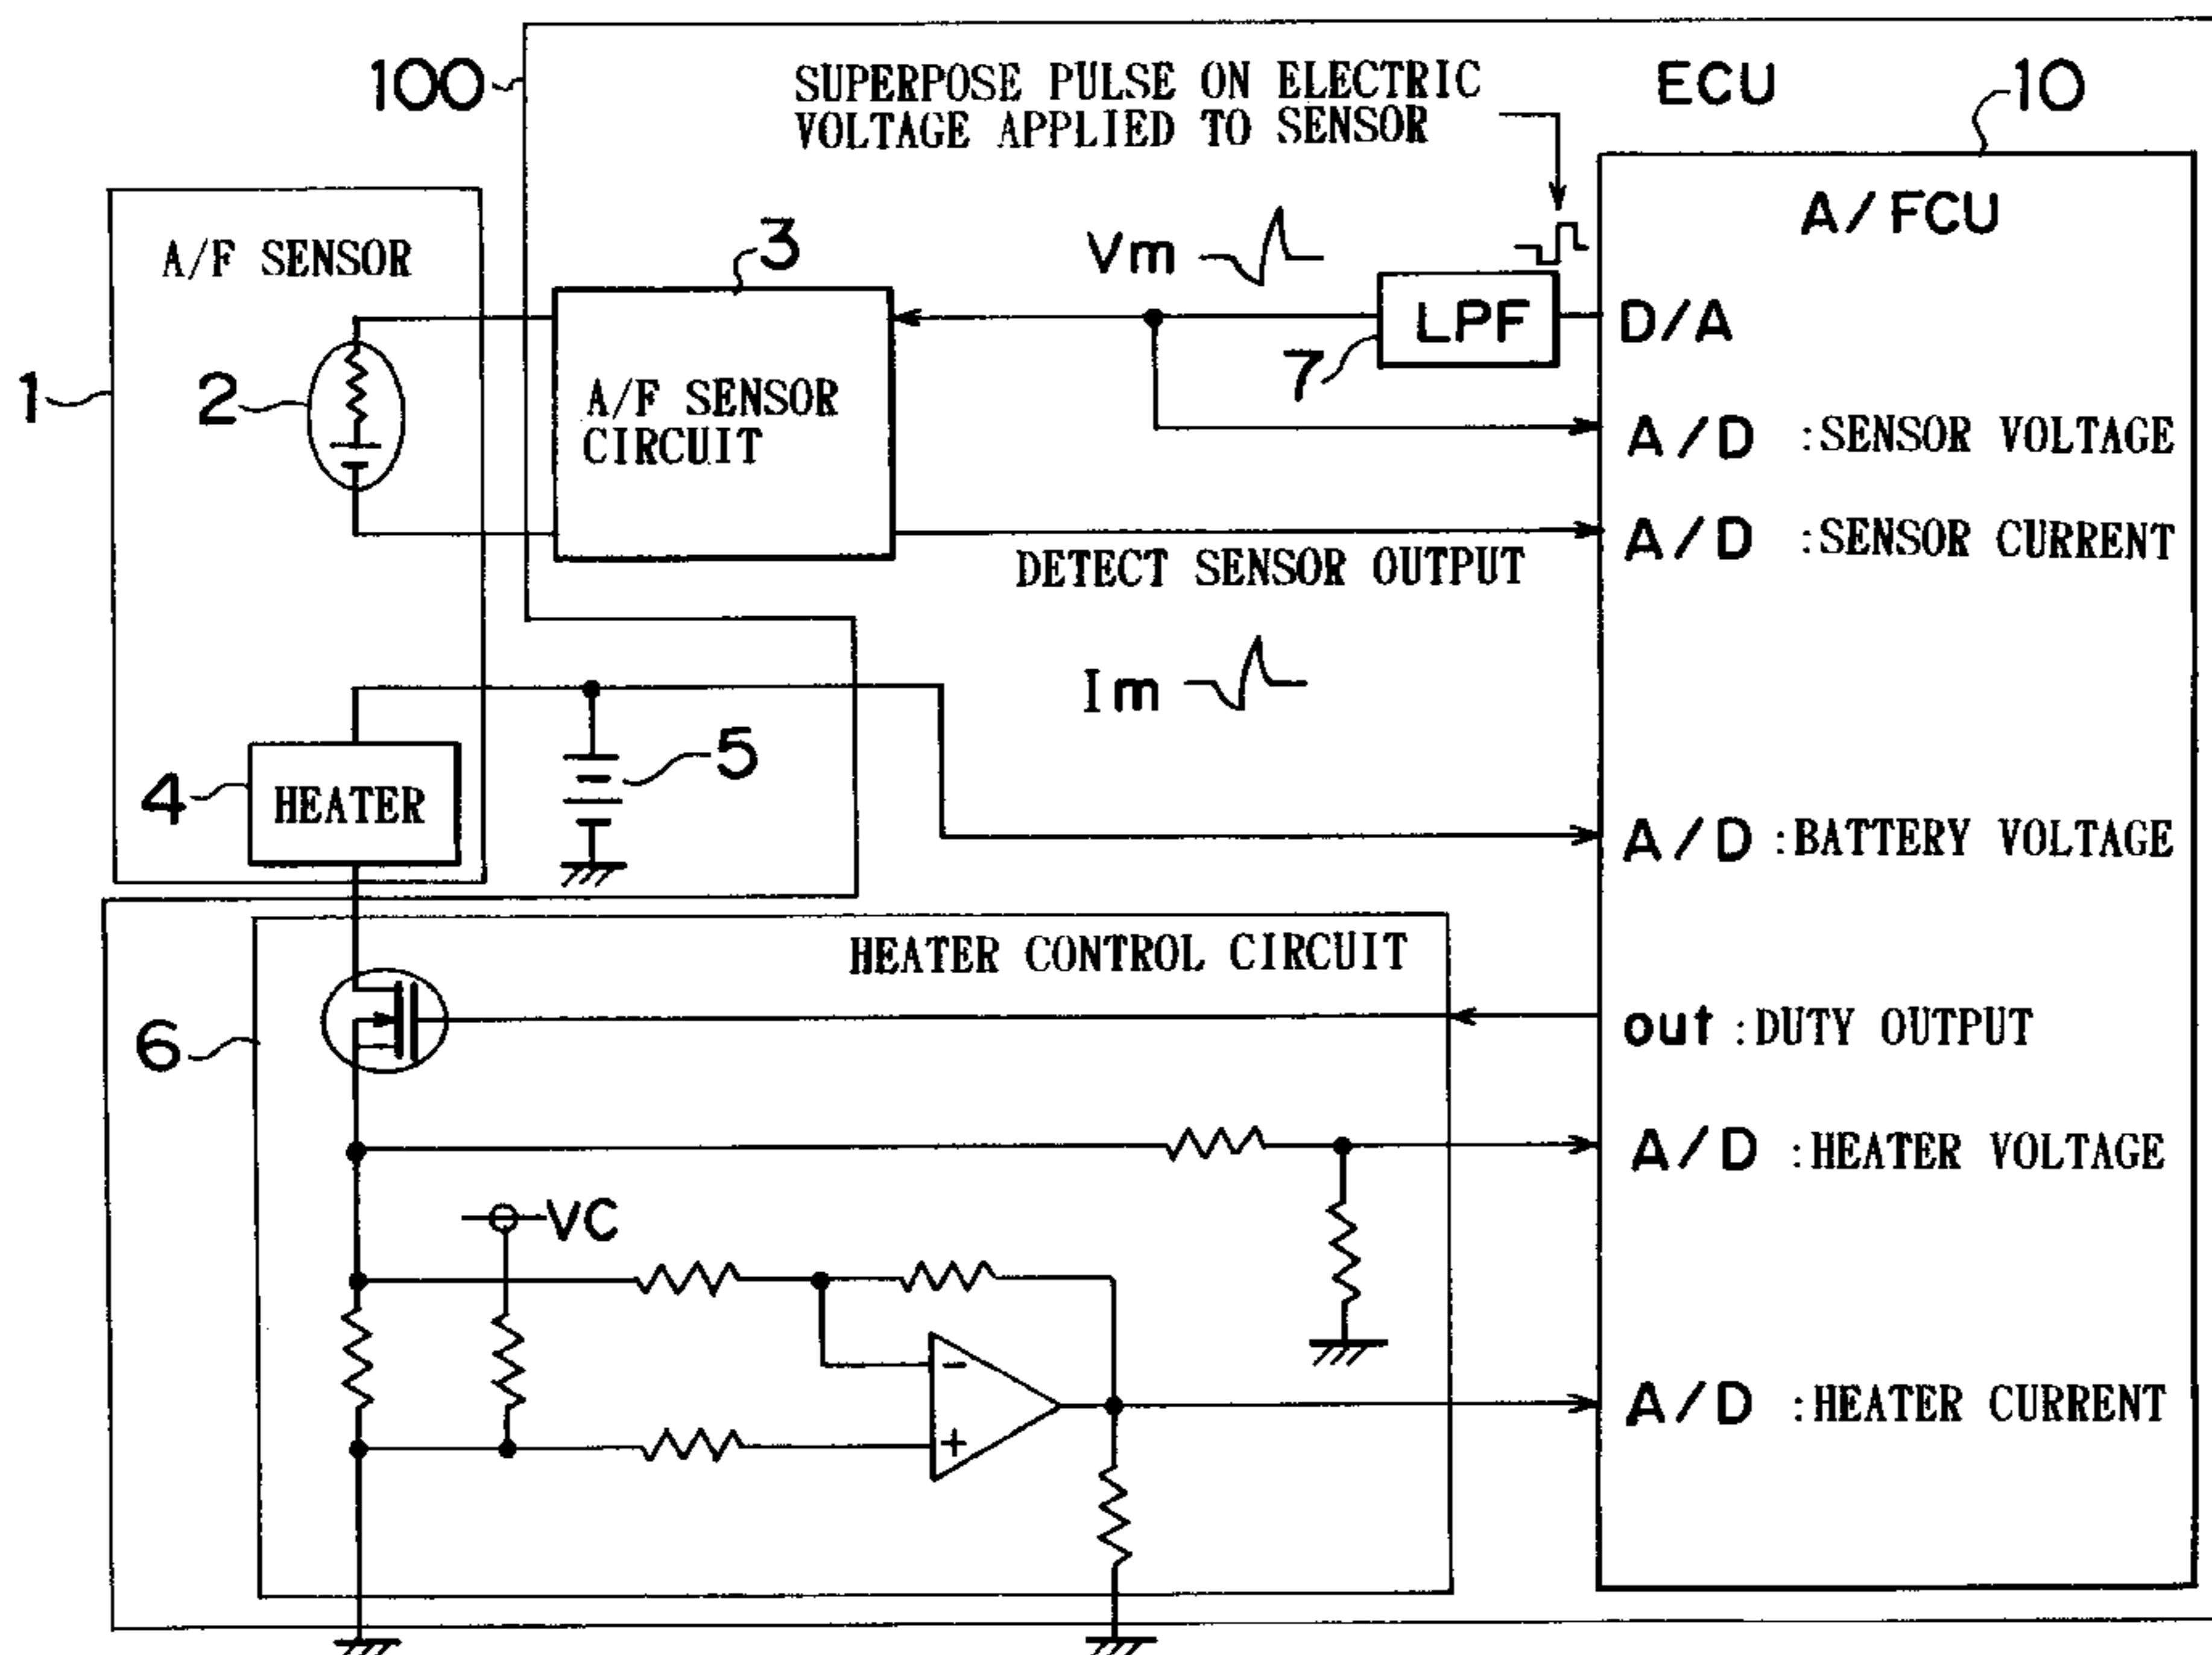 100
SUPERPOSE PULSE ON ELECTRIC
VOLTAGE APPLIED TO SENSOR
ECU
10
A/FCU
A/F SENSOR
3
Vm
LPF
D/A
7
1
2
A/F SENSOR
CIRCUIT
A/D :SENSOR VOLTAGE
A/D :SENSOR CURRENT
DETECT SENSOR OUTPUT
Im
5
4
HEATER
A/D :BATTERY VOLTAGE
HEATER CONTROL CIRCUIT
6
out :DUTY OUTPUT
A/D :HEATER VOLTAGE
VC
-
+
A/D :HEATER CURRENT